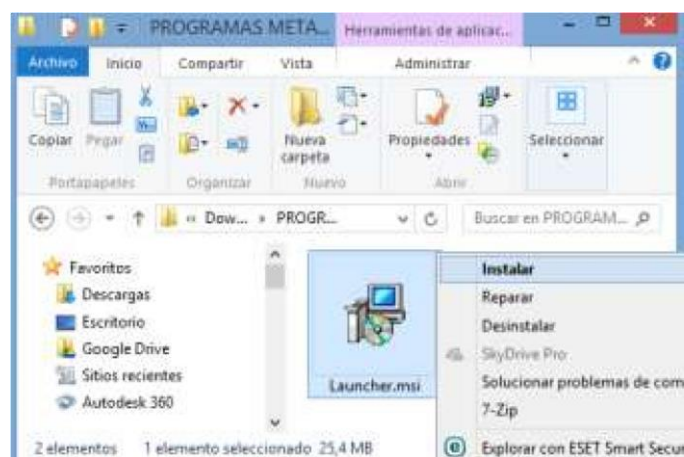 PROGRAMAS META...
Herramientas de aplicac...
Archivo
Inicio
Compartir
Vista
Administrar
Copiar
Pegar
Nueva
carpeta
Propiedades
Seleccionar
Portapapeles
Organizar
Nuevo
Abrir
« Dow... » PROGR...
Buscar en PROGRAM...
Favoritos
Descargas
Escritorio
Google Drive
Sitios recientes
Autodesk 360
Launcher.msi
Instalar
Reparar
Desinstalar
SkyDrive Pro
Solucionar problemas de com
7-Zip
Explorar con ESET Smart Secur
2 elementos
1 elemento seleccionado 25,4 MB